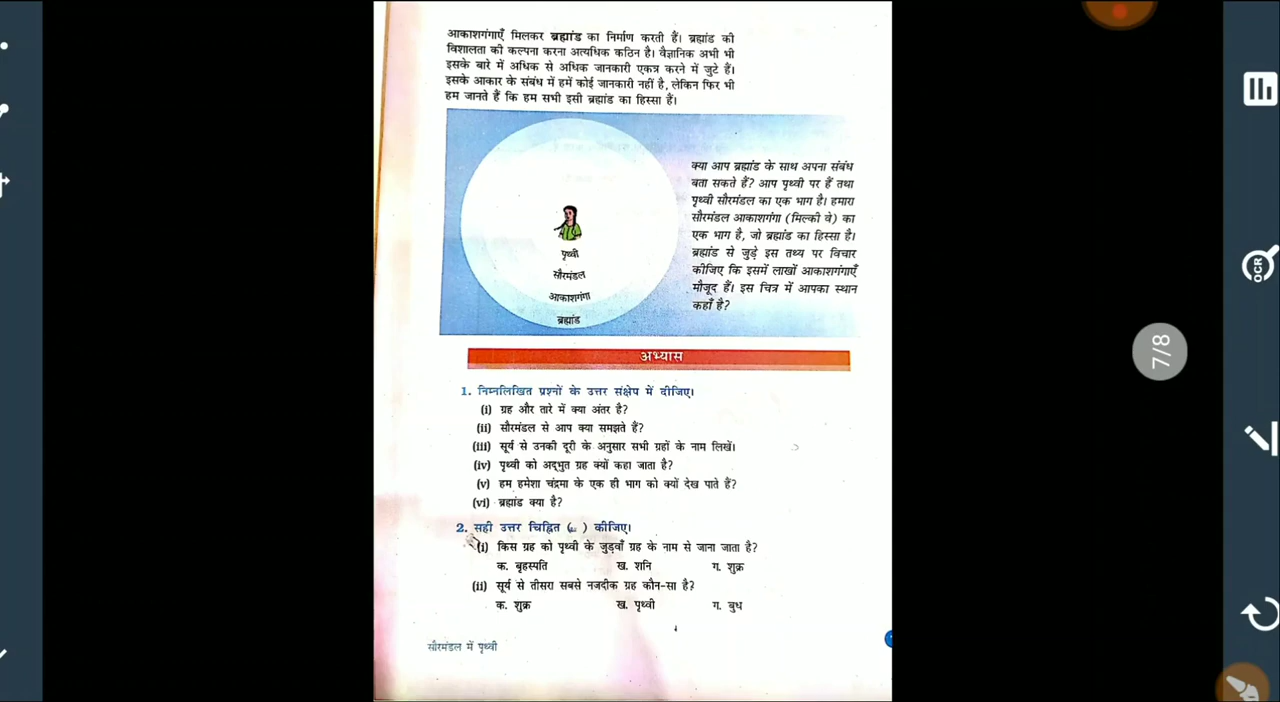 आकाशगंगाएँ मिलकर ब्रह्मांड का निर्माण करती हैं। ब्रह्मांड की
विशालता की कल्पना करना अत्यधिक कठिन है। वैज्ञानिक अभी भी
इसके बारे में अधिक से अधिक जानकारी एकत्र करने में जुटे हैं।
इसके आकार के संबंध में हमें कोई जानकारी नहीं है, लेकिन फिर भी
हम जानते हैं कि हम सभी इसी ब्रह्मांड का हिस्सा हैं।
पृथ्वी
सौरमंडल
आकाशगंगा
ब्रह्मांड
क्या आप ब्रह्मांड के साथ अपना संबंध
बता सकते हैं? आप पृथ्वी पर हैं तथा
पृथ्वी सौरमंडल का एक भाग है। हमारा
सौरमंडल आकाशगंगा (मिल्की वे) का
एक भाग है, जो ब्रह्मांड का हिस्सा है।
ब्रह्मांड से जुड़े इस तथ्य पर विचार
कीजिए कि इसमें लाखों आकाशगंगाएँ
मौजूद हैं। इस चित्र में आपका स्थान
कहाँ है?
अभ्यास
1. निम्नलिखित प्रश्नों के उत्तर संक्षेप में दीजिए।
(i) ग्रह और तारे में क्या अंतर है?
(ii) सौरमंडल से आप क्या समझते हैं?
(iii) सूर्य से उनकी दूरी के अनुसार सभी ग्रहों के नाम लिखें।
(iv) पृथ्वी को अद्भुत ग्रह क्यों कहा जाता है?
(v) हम हमेशा चंद्रमा के एक ही भाग को क्यों देख पाते हैं?
(vi) ब्रह्मांड क्या है?
2. सही उत्तर चिह्नित ( ) कीजिए।
(i) किस ग्रह को पृथ्वी के जुड़वाँ ग्रह के नाम से जाना जाता है?
क. बृहस्पति ख. शनि ग. शुक्र
(ii) सूर्य से तीसरा सबसे नजदीक ग्रह कौन-सा है?
क. शुक्र ख. पृथ्वी ग. बुध
सौरमंडल में पृथ्वी
OCR
7/8